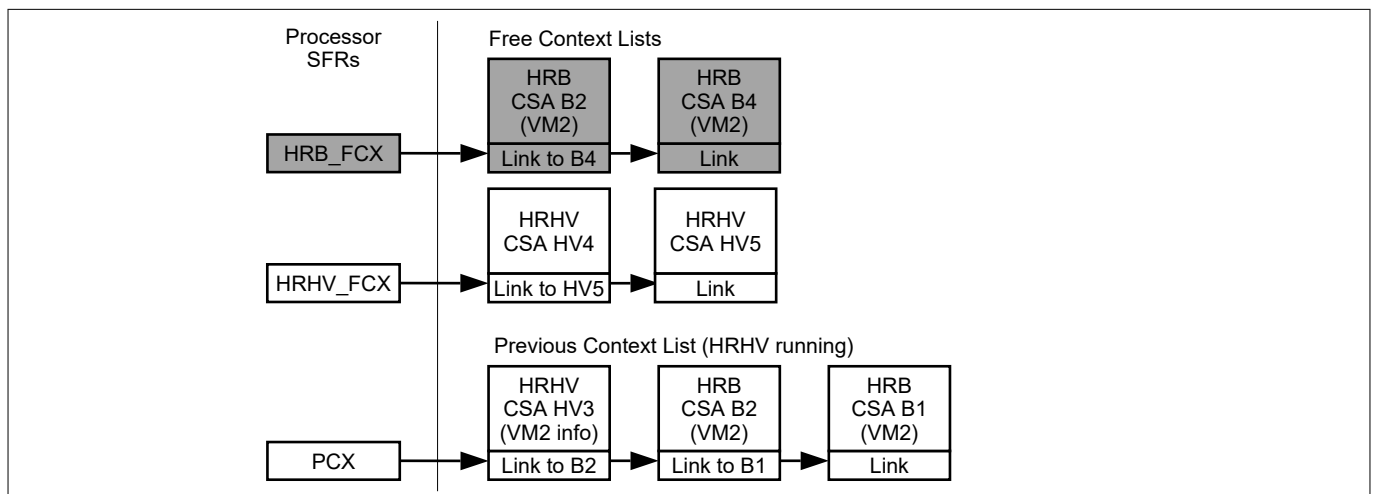 Processor
SFRs
Free Context Lists
HRB
CSA B2
(VM2)
Link to B4
HRB
CSA B4
(VM2)
Link
HRB_FCX
HRHV
CSA HV4
Link to HV5
HRHV
CSA HV5
Link
HRHV_FCX
Previous Context List (HRHV running)
HRHV
CSA HV3
(VM2 info)
Link to B2
HRB
CSA B2
(VM2)
Link to B1
HRB
CSA B1
(VM2)
Link
PCX